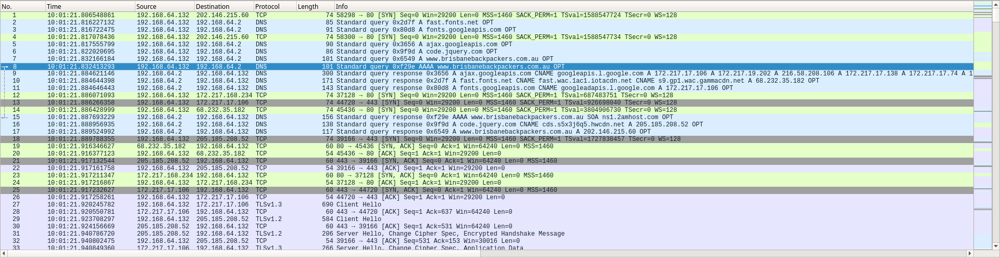 No. Time Source Destination Protocol Length Info
1 10:01:21.806548861 192.168.64.132 202.146.215.60 TCP 74 58298 → 80 [SYN] Seq=0 Win=29200 Len=0 MSS=1460 SACK_PERM=1 TSval=1588547724 TSecr=0 WS=128
2 10:01:21.816227132 192.168.64.132 192.168.64.2 DNS 85 Standard query 0x2d7f A fast.fonts.net OPT
3 10:01:21.816722475 192.168.64.132 192.168.64.2 DNS 91 Standard query 0x80d8 A fonts.googleapis.com OPT
4 10:01:21.817078436 192.168.64.132 202.146.215.60 TCP 74 58300 → 80 [SYN] Seq=0 Win=29200 Len=0 MSS=1460 SACK_PERM=1 TSval=1588547734 TSecr=0 WS=128
5 10:01:21.817555799 192.168.64.132 192.168.64.2 DNS 90 Standard query 0x3656 A ajax.googleapis.com OPT
6 10:01:21.822020695 192.168.64.132 192.168.64.2 DNS 86 Standard query 0x9f9d A code.jquery.com OPT
7 10:01:21.832166184 192.168.64.132 192.168.64.2 DNS 101 Standard query 0x6549 A www.brisbanebackpackers.com.au OPT
8 10:01:21.832413293 192.168.64.132 192.168.64.2 DNS 101 Standard query 0xf29e AAAA www.brisbanebackpackers.com.au OPT
9 10:01:21.884621146 192.168.64.2 192.168.64.132 DNS 300 Standard query response 0x3656 A ajax.googleapis.com CNAME googleapis.l.google.com A 172.217.17.106 A 172.217.19.202 A 216.58.208.106 A 172.217.17.138 A 172.217.17.74 A 1
10 10:01:21.884644398 192.168.64.2 192.168.64.132 DNS 171 Standard query response 0x2d7f A fast.fonts.net CNAME fast.wac.1ac1.iotacdn.net CNAME s9.gp1.wac.gammacdn.net A 68.232.35.182 OPT
11 10:01:21.884646443 192.168.64.2 192.168.64.132 DNS 143 Standard query response 0x80d8 A fonts.googleapis.com CNAME googleadapis.l.google.com A 172.217.17.106 OPT
12 10:01:21.886071093 192.168.64.132 172.217.168.234 TCP 74 37128 → 80 [SYN] Seq=0 Win=29200 Len=0 MSS=1460 SACK_PERM=1 TSval=687483751 TSecr=0 WS=128
13 10:01:21.886266358 192.168.64.132 172.217.17.106 TCP 74 44720 → 443 [SYN] Seq=0 Win=29200 Len=0 MSS=1460 SACK_PERM=1 TSval=926698040 TSecr=0 WS=128
14 10:01:21.886428999 192.168.64.132 68.232.35.182 TCP 74 45436 → 80 [SYN] Seq=0 Win=29200 Len=0 MSS=1460 SACK_PERM=1 TSval=3804906730 TSecr=0 WS=128
15 10:01:21.887693229 192.168.64.2 192.168.64.132 DNS 156 Standard query response 0xf29e AAAA www.brisbanebackpackers.com.au SOA ns1.2amhost.com OPT
16 10:01:21.888956935 192.168.64.2 192.168.64.132 DNS 138 Standard query response 0x9f9d A code.jquery.com CNAME cds.s5x3j6q5.hwcdn.net A 205.185.208.52 OPT
17 10:01:21.889524992 192.168.64.2 192.168.64.132 DNS 117 Standard query response 0x6549 A www.brisbanebackpackers.com.au A 202.146.215.60 OPT
18 10:01:21.889788355 192.168.64.132 205.185.208.52 TCP 74 39166 → 443 [SYN] Seq=0 Win=29200 Len=0 MSS=1460 SACK_PERM=1 TSval=1727830457 TSecr=0 WS=128
19 10:01:21.916346627 68.232.35.182 192.168.64.132 TCP 60 80 → 45436 [SYN, ACK] Seq=0 Ack=1 Win=64240 Len=0 MSS=1460
20 10:01:21.916377123 192.168.64.132 68.232.35.182 TCP 54 45436 → 80 [ACK] Seq=1 Ack=1 Win=29200 Len=0
21 10:01:21.917132544 205.185.208.52 192.168.64.132 TCP 60 443 → 39166 [SYN, ACK] Seq=0 Ack=1 Win=64240 Len=0 MSS=1460
22 10:01:21.917161758 192.168.64.132 205.185.208.52 TCP 54 39166 → 443 [ACK] Seq=1 Ack=1 Win=29200 Len=0
23 10:01:21.917211347 172.217.168.234 192.168.64.132 TCP 60 80 → 37128 [SYN, ACK] Seq=0 Ack=1 Win=64240 Len=0 MSS=1460
24 10:01:21.917216867 192.168.64.132 172.217.168.234 TCP 54 37128 → 80 [ACK] Seq=1 Ack=1 Win=29200 Len=0
25 10:01:21.917232627 172.217.17.106 192.168.64.132 TCP 60 443 → 44720 [SYN, ACK] Seq=0 Ack=1 Win=64240 Len=0 MSS=1460
26 10:01:21.917258261 192.168.64.132 172.217.17.106 TCP 54 44720 → 443 [ACK] Seq=1 Ack=1 Win=29200 Len=0
27 10:01:21.920245782 192.168.64.132 172.217.17.106 TLSv1.3 690 Client Hello
28 10:01:21.920550781 172.217.17.106 192.168.64.132 TCP 60 443 → 44720 [ACK] Seq=1 Ack=637 Win=64240 Len=0
29 10:01:21.923708297 192.168.64.132 205.185.208.52 TLSv1.2 584 Client Hello
30 10:01:21.924156669 205.185.208.52 192.168.64.132 TCP 60 443 → 39166 [ACK] Seq=1 Ack=531 Win=64240 Len=0
31 10:01:21.940786720 205.185.208.52 192.168.64.132 TLSv1.2 206 Server Hello, Change Cipher Spec, Encrypted Handshake Message
32 10:01:21.940802475 192.168.64.132 205.185.208.52 TCP 54 39166 → 443 [ACK] Seq=531 Ack=153 Win=30016 Len=0
33 10:01:21.940849360 172.217.17.106 192.168.64.132 TLSv1.3 266 Server Hello, Change Cipher Spec, Application Data